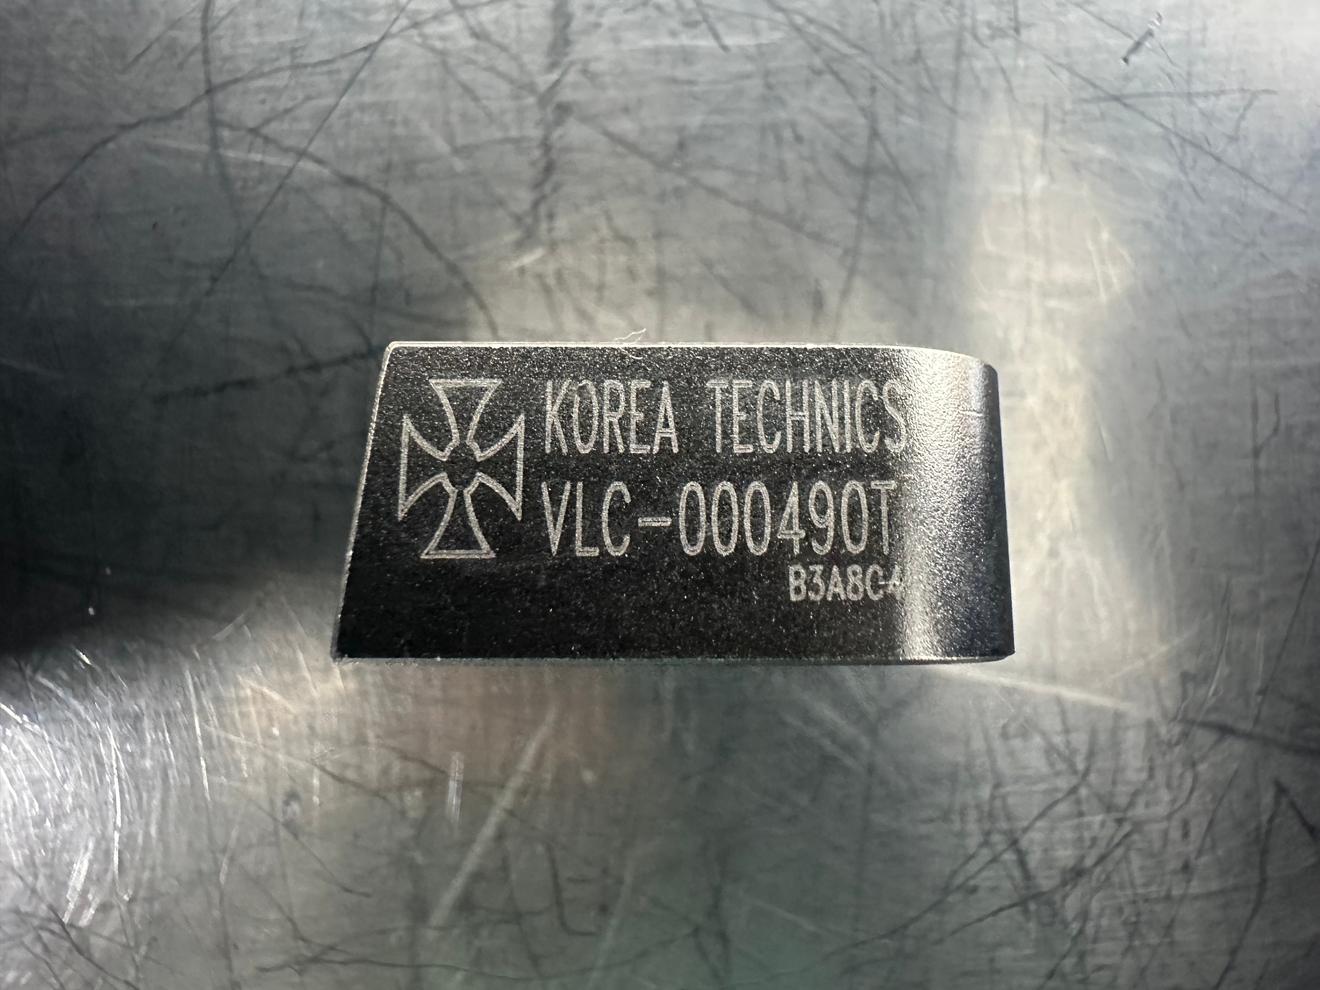 KOREA TECHNICS
VLC-000490T
B3A8C4